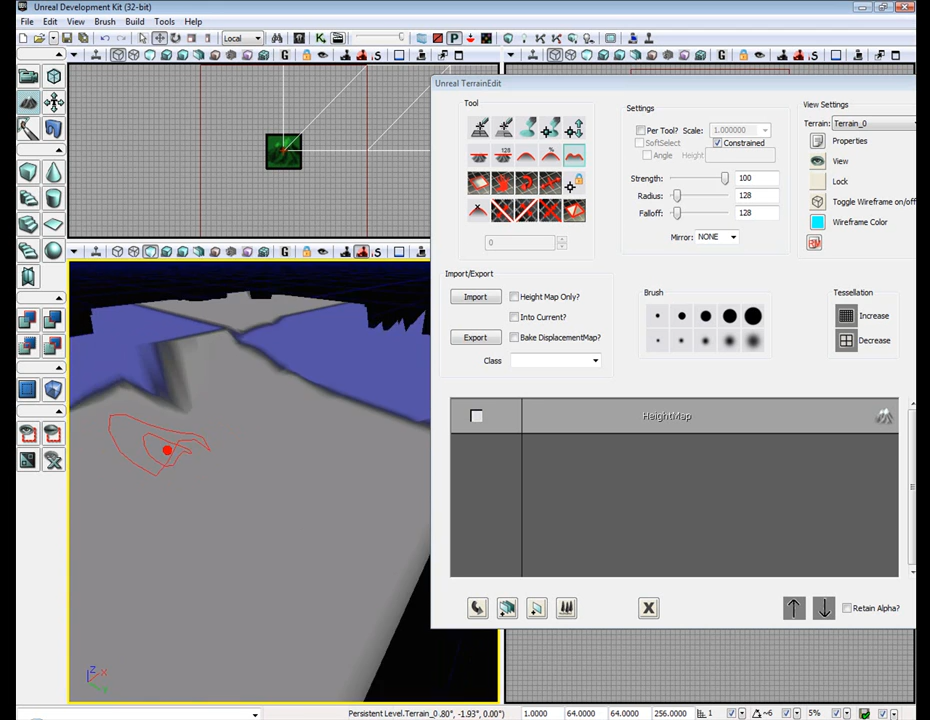 Unreal Development Kit (32-bit)
File Edit View Brush Build Tools Help
Local
G P K
G
Unreal TerrainEdit
Tool
128
%
0
Settings
Per Tool? Scale: 1.000000
SoftSelect Constrained
Angle Height
Strength: 100
Radius: 128
Falloff: 128
Mirror: NONE
View Settings
Terrain: Terrain_0
Properties
View
Lock
Toggle Wireframe on/off
Wireframe Color
Import/Export
Import Height Map Only?
Into Current?
Export Bake DisplacementMap?
Class
Brush
Tessellation
Increase
Decrease
HeightMap
X
Retain Alpha?
G
Z X Y
Persistent Level.Terrain_0 .80°, -1.93°, 0.00°) 1.0000 64.0000 64.0000 256.0000 1 ~6 5%